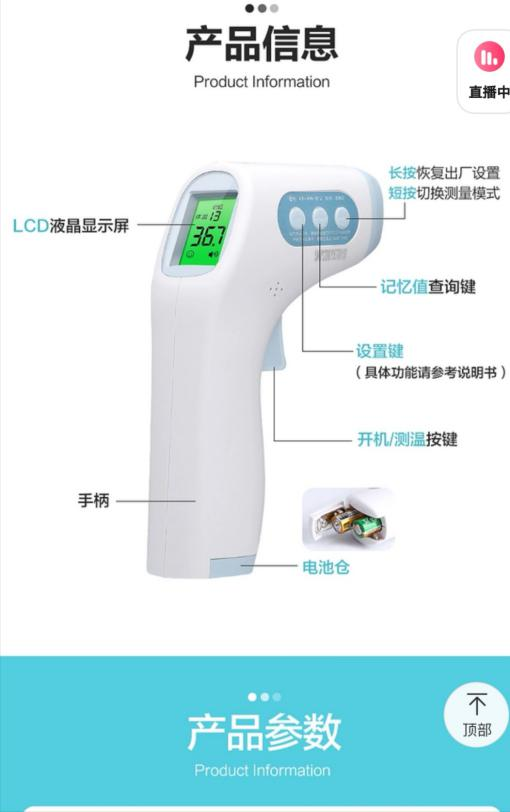 产品信息
Product Information
直播中
长按恢复出厂设置
短按切换测量模式
LCD液晶显示屏
13
36.7
记忆值查询键
设置键
(具体功能请参考说明书)
开机/测温按键
手柄
电池仓
产品参数
Product Information
顶部